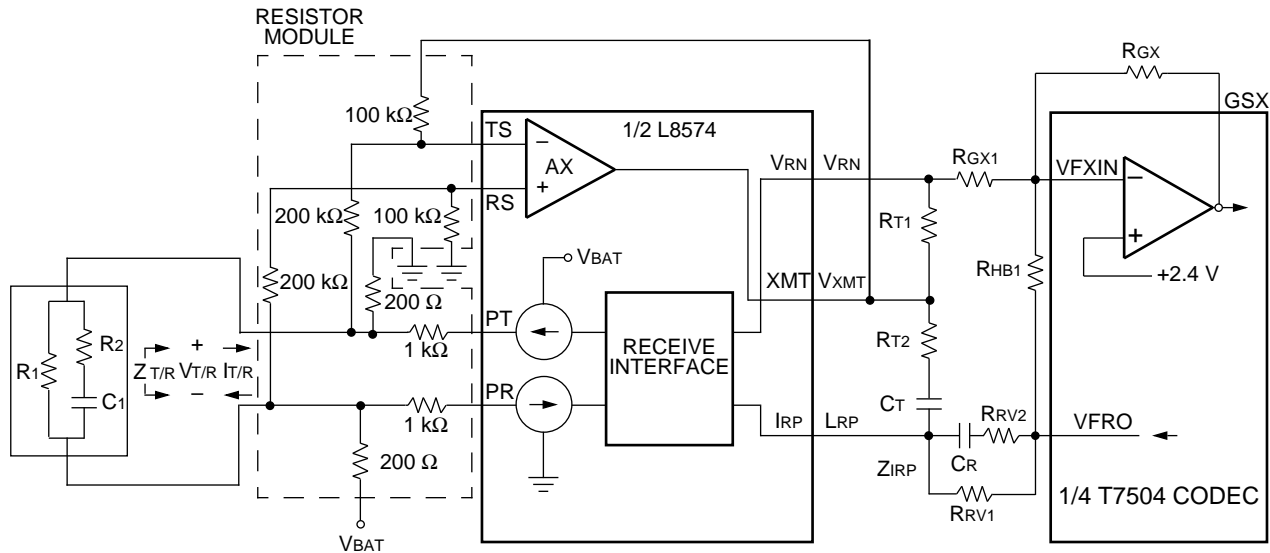 RESISTOR
MODULE
100 kΩ
TS
AX
1/2 L8574
RS
200 kΩ
100 kΩ
200 kΩ
200 Ω
VBAT
PT
1 kΩ
PR
1 kΩ
200 Ω
VBAT
R1
R2
C1
ZT/R
+
VT/R
−
IT/R
−
+
RECEIVE
INTERFACE
VRN
VRN
XMT
VXMT
IRP
LRP
RT1
RT2
CT
ZIRP
CR
RRV2
RRV1
RGX1
RGX
RHB1
GSX
VFXIN
−
+
+2.4 V
VFRO
1/4 T7504 CODEC